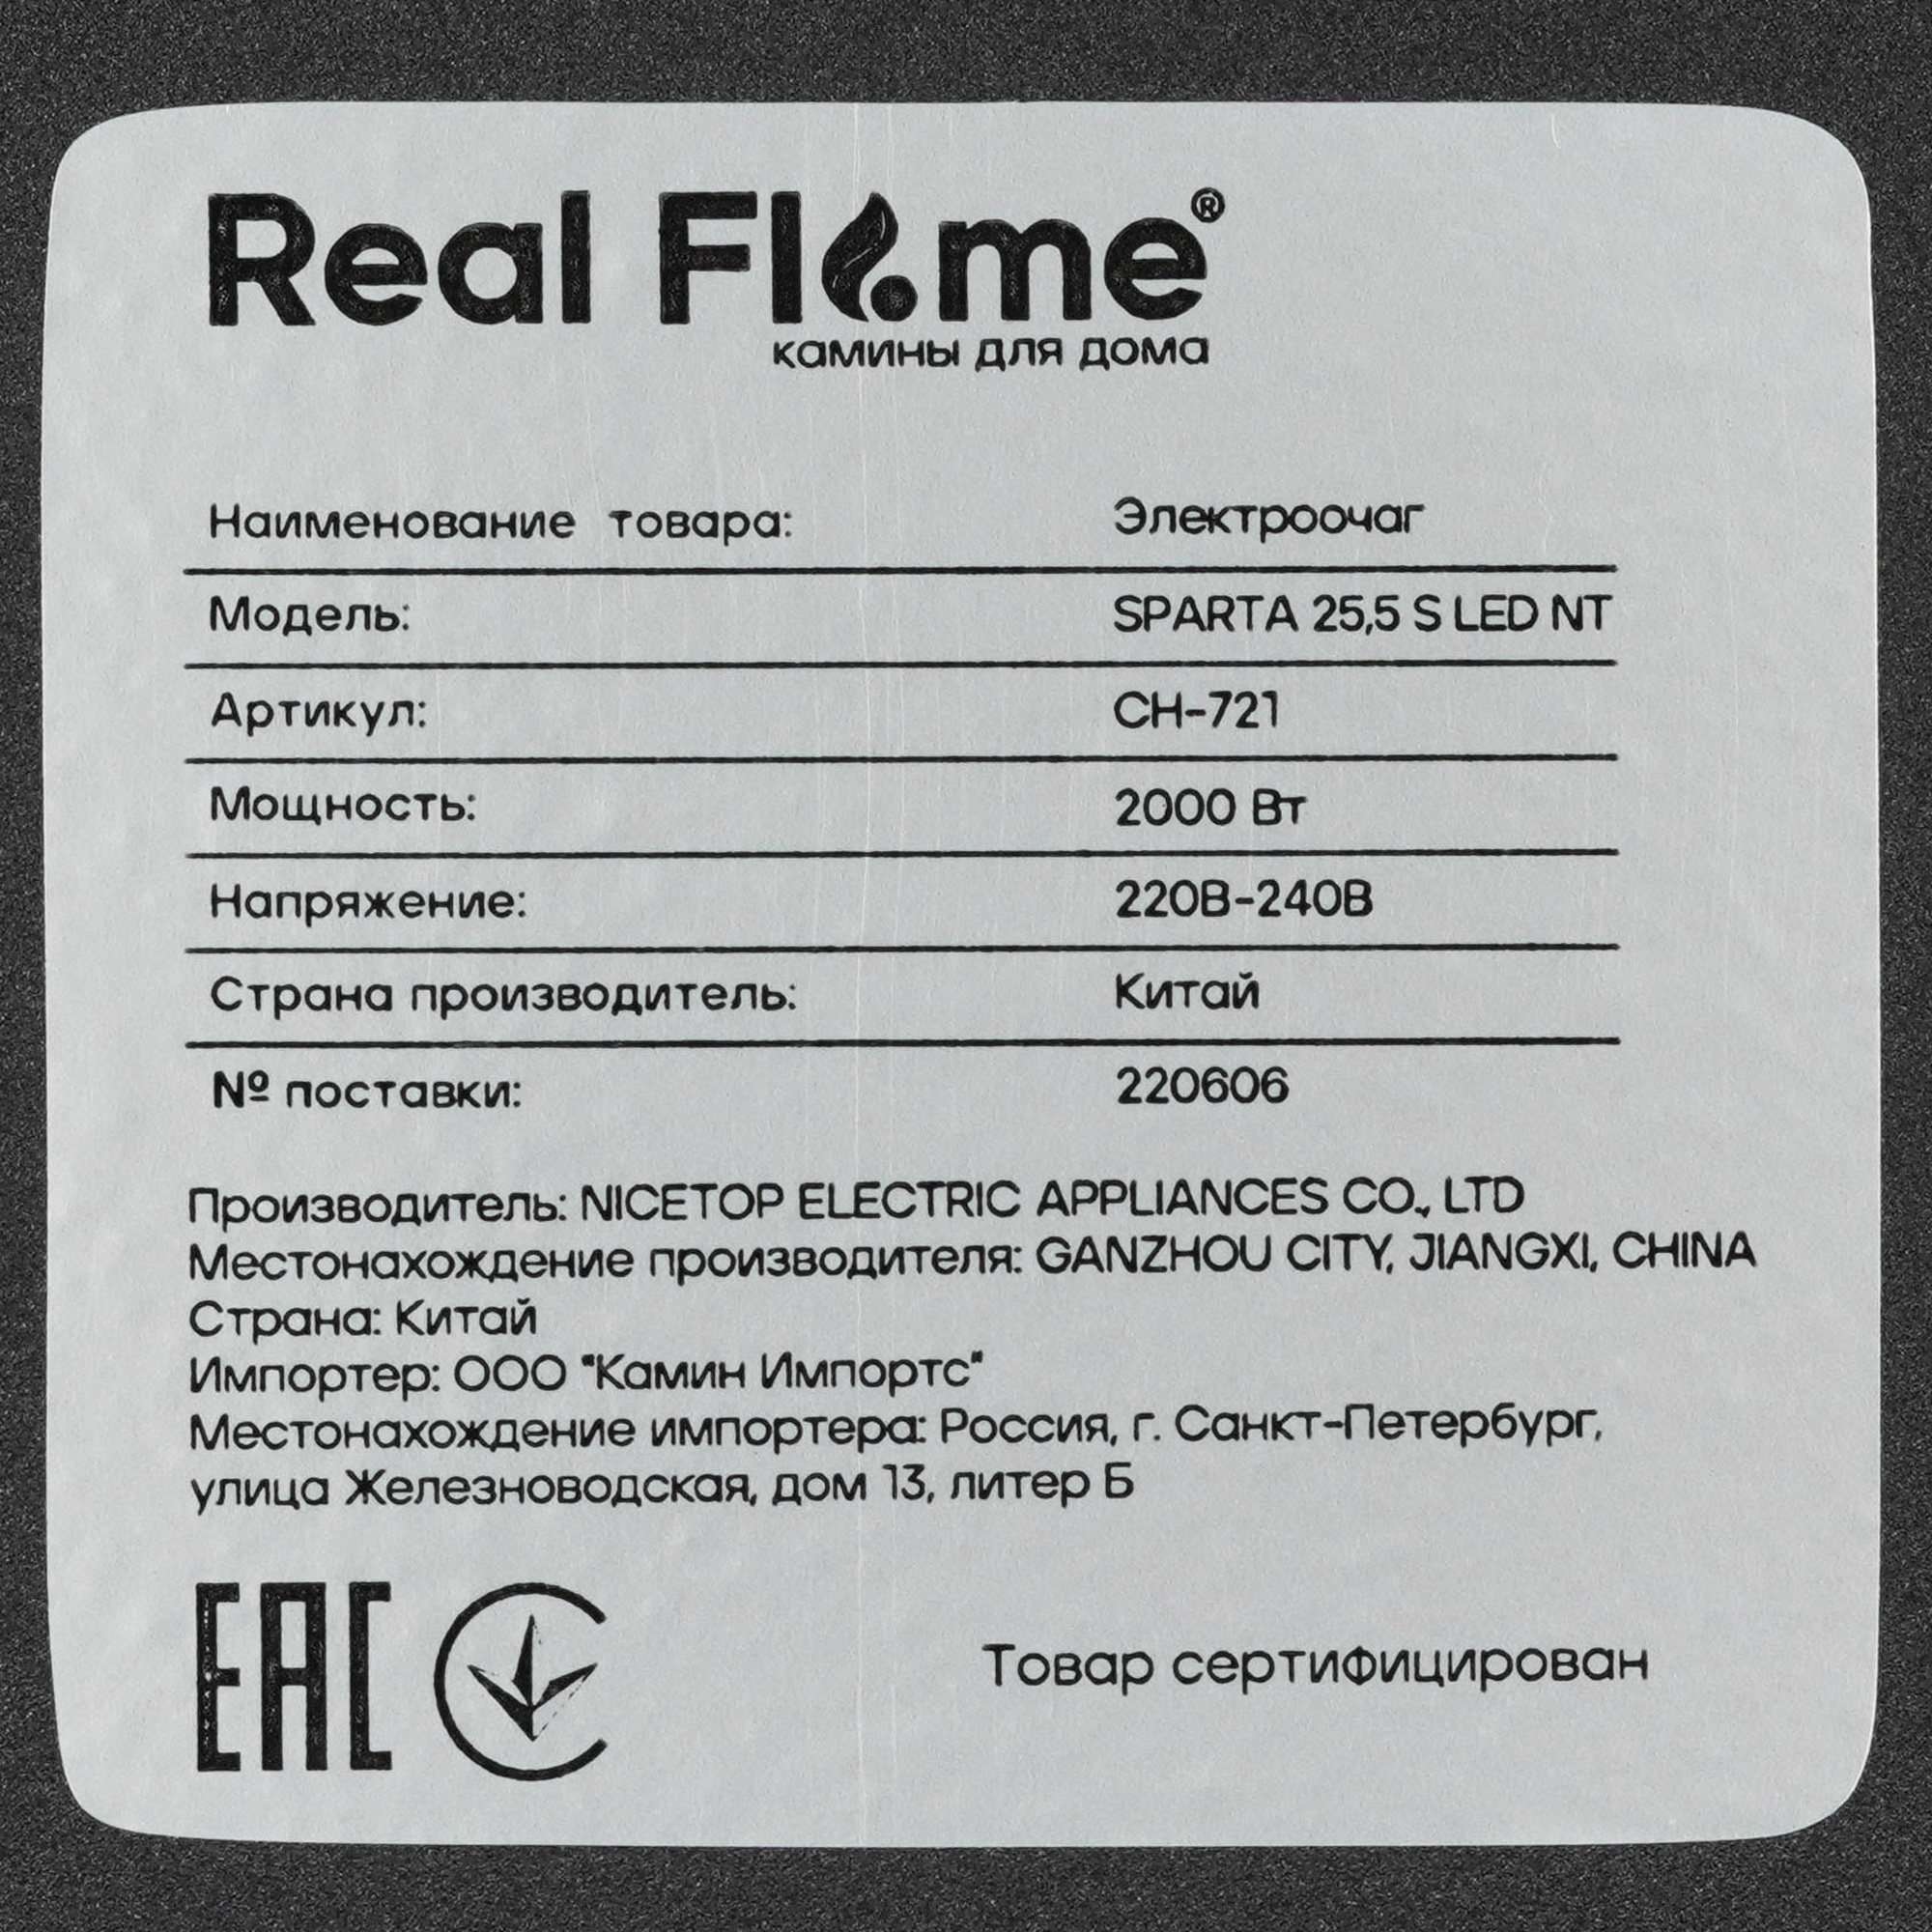 Real Flame®
камины для дома
Наименование товара: Электроочаг
Модель: SPARTA 25,5 S LED NT
Артикул: CH-721
Мощность: 2000 Вт
Напряжение: 220В-240В
Страна производитель: Китай
№ поставки: 220606
Производитель: NICETOP ELECTRIC APPLIANCES CO., LTD
Местонахождение производителя: GANZHOU CITY, JIANGXI, CHINA
Страна: Китай
Импортер: ООО "Камин Импортс"
Местонахождение импортера: Россия, г. Санкт-Петербург,
улица Железноводская, дом 13, литер Б
EAC
Товар сертифицирован